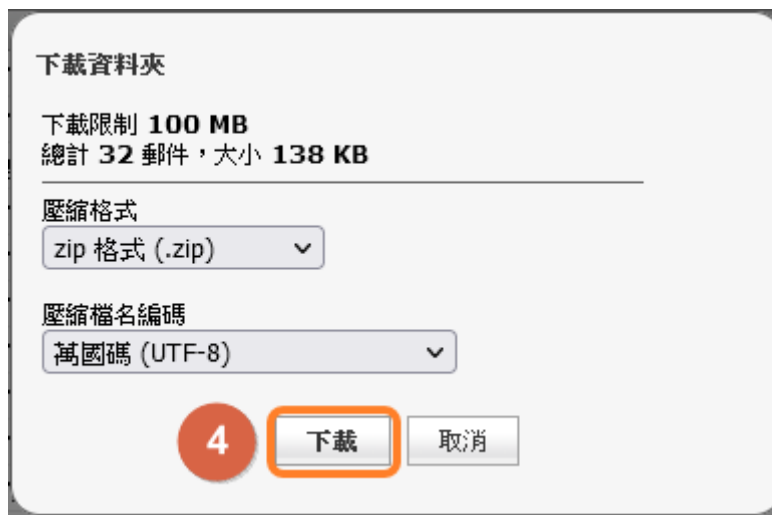 下載資料夾
下載限制 100 MB
總計 32 郵件，大小 138 KB
壓縮格式
zip 格式 (.zip)
壓縮檔名編碼
萬國碼 (UTF-8)
4 下載 取消